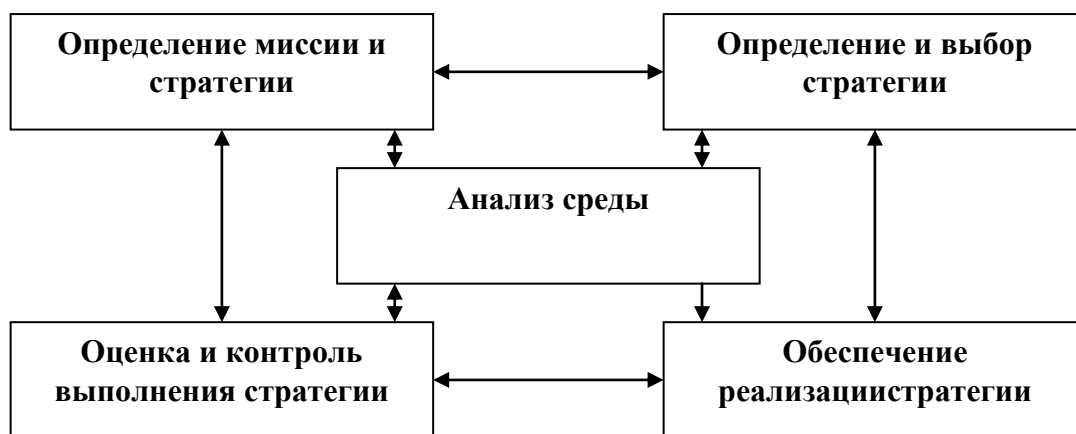 Определение миссии и
стратегии
Определение и выбор
стратегии
Анализ среды
Оценка и контроль
выполнения стратегии
Обеспечение
реализациистратегии